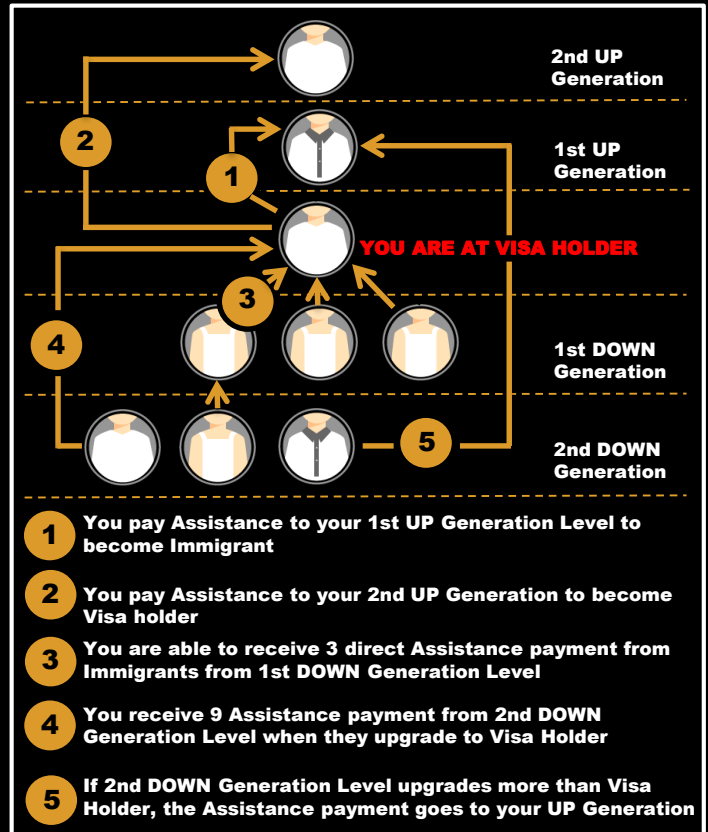 2nd UP
Generation
2
1st UP
Generation
1
YOU ARE AT VISA HOLDER
3
4
1st DOWN
Generation
5
2nd DOWN
Generation
1 You pay Assistance to your 1st UP Generation Level to
become Immigrant
2 You pay Assistance to your 2nd UP Generation to become
Visa holder
3 You are able to receive 3 direct Assistance payment from
Immigrants from 1st DOWN Generation Level
4 You receive 9 Assistance payment from 2nd DOWN
Generation Level when they upgrade to Visa Holder
5 If 2nd DOWN Generation Level upgrades more than Visa
Holder, the Assistance payment goes to your UP Generation